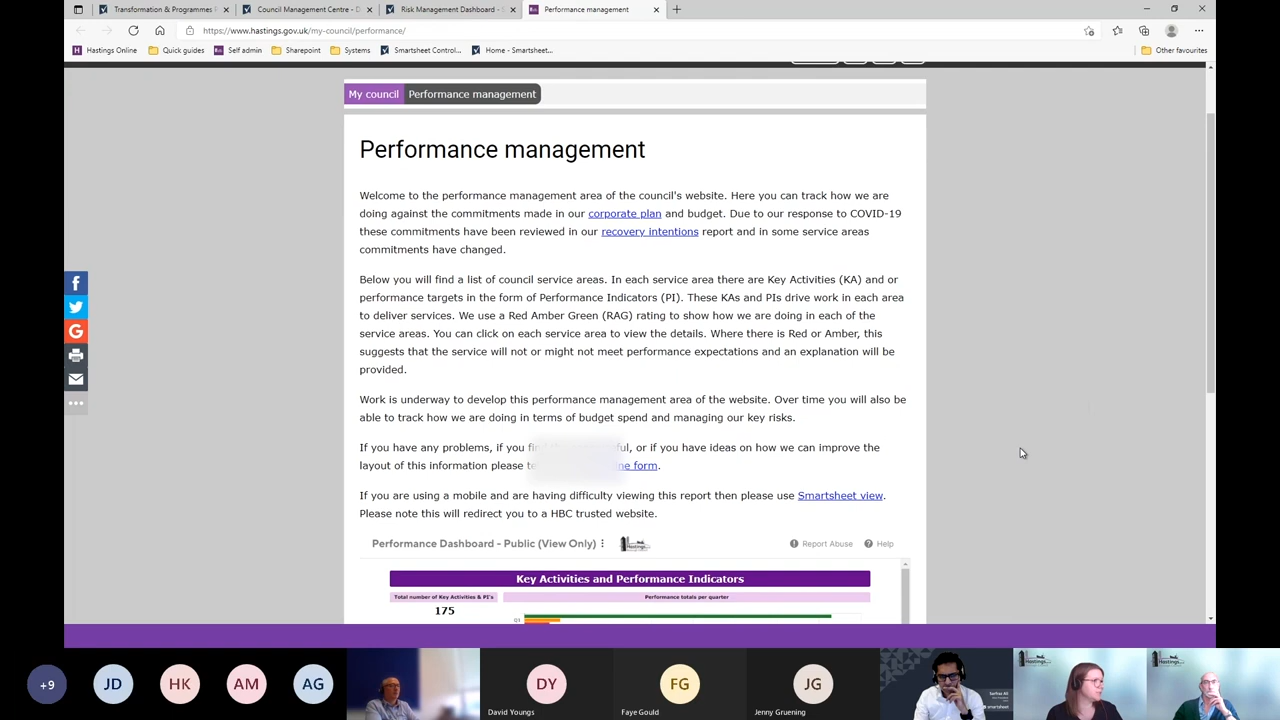 Transformation & Programmes
Council Management Centre - D
Risk Management Dashboard - S
Performance management
https://www.hastings.gov.uk/my-council/performance/
Hastings Online
Quick guides
Self admin
Sharepoint
Systems
Smartsheet Control...
Home - Smartsheet...
Other favourites
My council
Performance management
Performance management
Welcome to the performance management area of the council's website. Here you can track how we are
doing against the commitments made in our corporate plan and budget. Due to our response to COVID-19
these commitments have been reviewed in our recovery intentions report and in some service areas
commitments have changed.
Below you will find a list of council service areas. In each service area there are Key Activities (KA) and or
performance targets in the form of Performance Indicators (PI). These KAs and PIs drive work in each area
to deliver services. We use a Red Amber Green (RAG) rating to show how we are doing in each of the
service areas. You can click on each service area to view the details. Where there is Red or Amber, this
suggests that the service will not or might not meet performance expectations and an explanation will be
provided.
Work is underway to develop this performance management area of the website. Over time you will also be
able to track how we are doing in terms of budget spend and managing our key risks.
If you have any problems, if you or if you have ideas on how we can improve the
layout of this information please form.
If you are using a mobile and are having difficulty viewing this report then please use Smartsheet view.
Please note this will redirect you to a HBC trusted website.
Performance Dashboard - Public (View Only)
Hastings
Report Abuse
Help
Key Activities and Performance Indicators
Total number of Key Activities & PI's
Performance totals per quarter
175
Q1
+9
JD
HK
AM
AG
DY
David Youngs
FG
Faye Gould
JG
Jenny Gruening
Sarfraz Ali
smartsheet
Hastings
Hastings